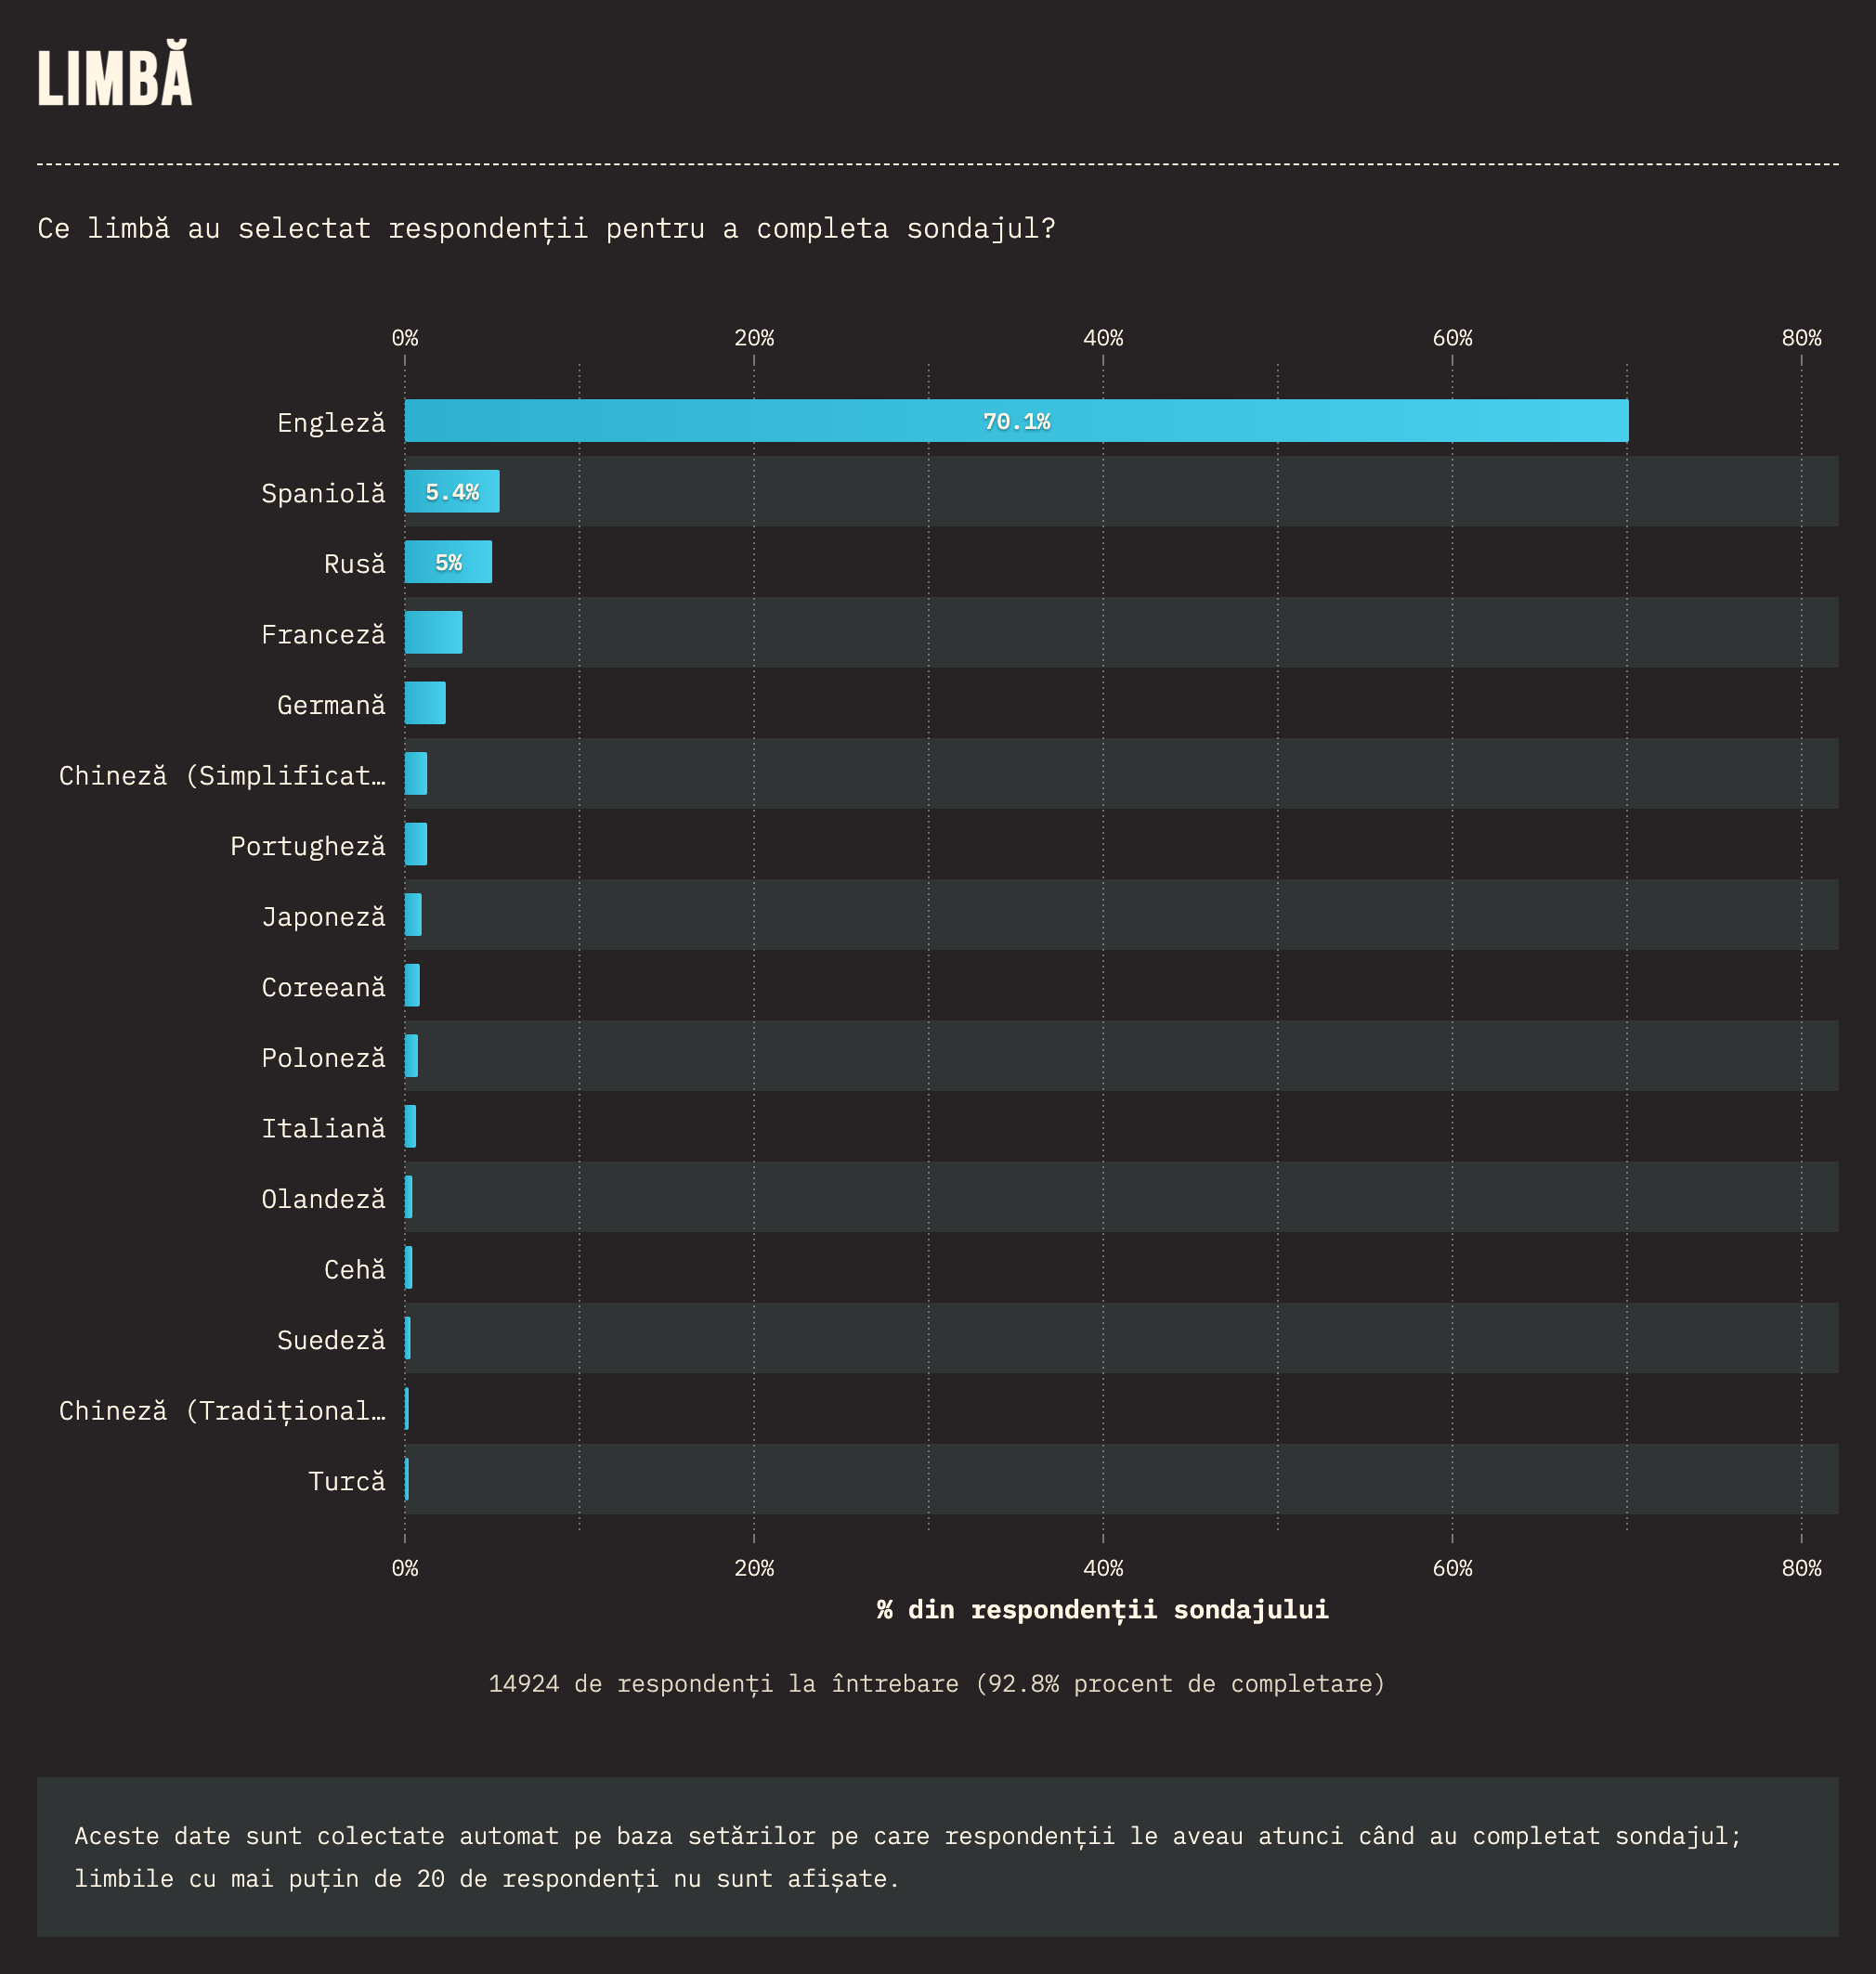 LIMBĂ
Ce limbă au selectat respondenții pentru a completa sondajul?
0% 20% 40% 60% 80%
Engleză 70.1%
Spaniolă 5.4%
Rusă 5%
Franceză
Germană
Chineză (Simplificat…
Portugheză
Japoneză
Coreeană
Poloneză
Italiană
Olandeză
Cehă
Suedeză
Chineză (Tradițional…
Turcă
0% 20% 40% 60% 80%
% din respondenții sondajului
14924 de respondenți la întrebare (92.8% procent de completare)
Aceste date sunt colectate automat pe baza setărilor pe care respondenții le aveau atunci când au completat sondajul;
limbile cu mai puțin de 20 de respondenți nu sunt afișate.